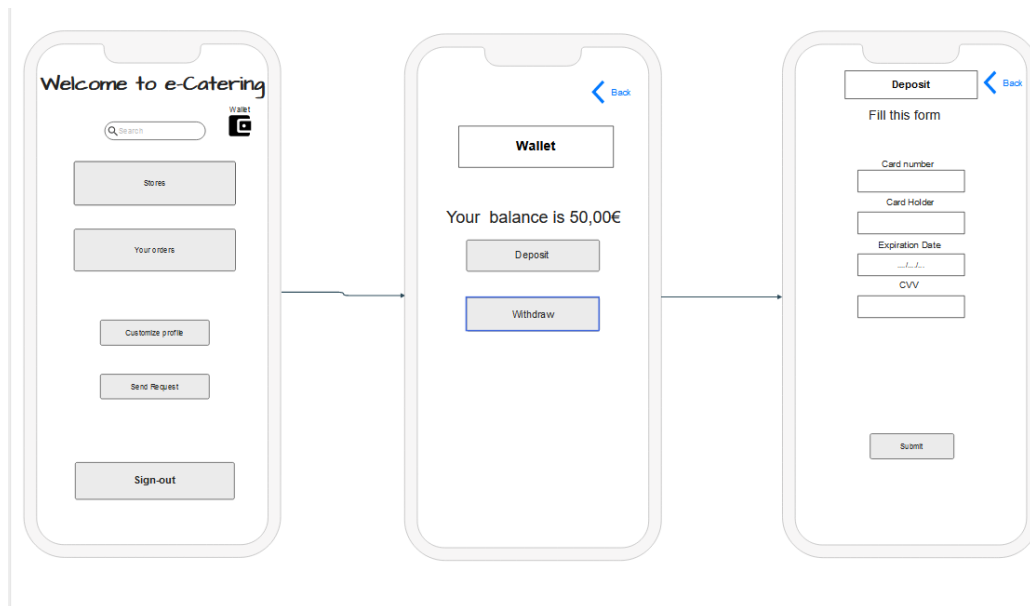 Welcome to e-Catering
Wallet
Search
Stores
Your orders
Customize profile
Send Request
Sign-out
Back
Wallet
Your balance is 50,00€
Deposit
Withdraw
Deposit
Back
Fill this form
Card number
Card Holder
Expiration Date
.../.../...
CVV
Submit